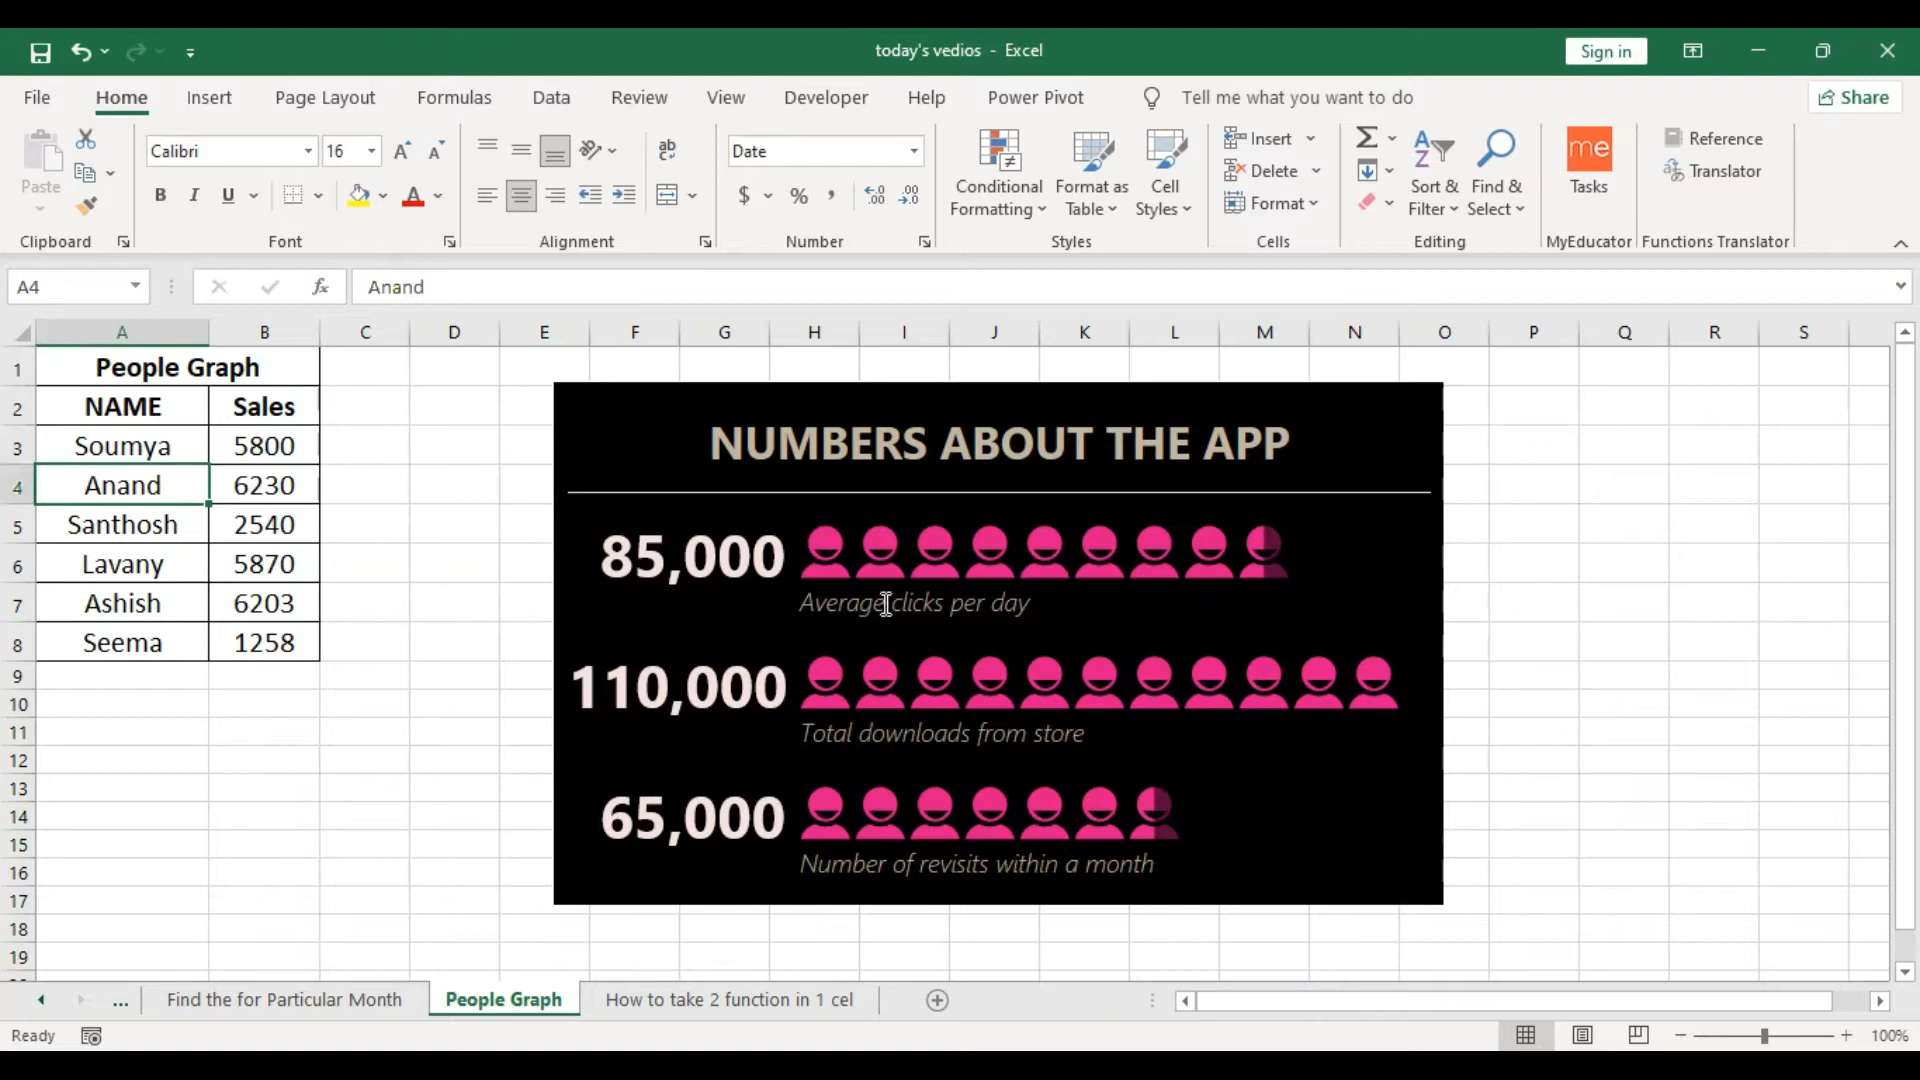 today's vedios - Excel
Sign in
File Home Insert Page Layout Formulas Data Review View Developer Help Power Pivot Tell me what you want to do Share
Paste
Calibri 16
B I U
ab
Date
$ % ,
Conditional Formatting
Format as Table
Cell Styles
Insert
Delete
Format
Sort & Filter
Find & Select
me
Tasks
Reference
Translator
Clipboard Font Alignment Number Styles Cells Editing MyEducator Functions Translator
A4 fx Anand
A B C D E F G H I J K L M N O P Q R S
1 People Graph
2 NAME Sales
3 Soumya 5800
4 Anand 6230
5 Santhosh 2540
6 Lavany 5870
7 Ashish 6203
8 Seema 1258
9
10
11
12
13
14
15
16
17
18
19
NUMBERS ABOUT THE APP
85,000
Average clicks per day
110,000
Total downloads from store
65,000
Number of revisits within a month
... Find the for Particular Month People Graph How to take 2 function in 1 cel
Ready 100%